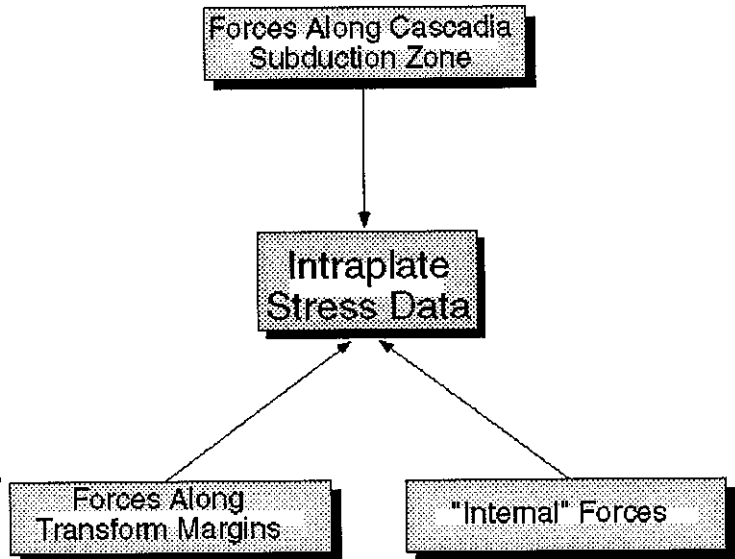 Forces Along Cascadia
Subduction Zone
Intraplate
Stress Data
Forces Along
Transform Margins
"Internal" Forces